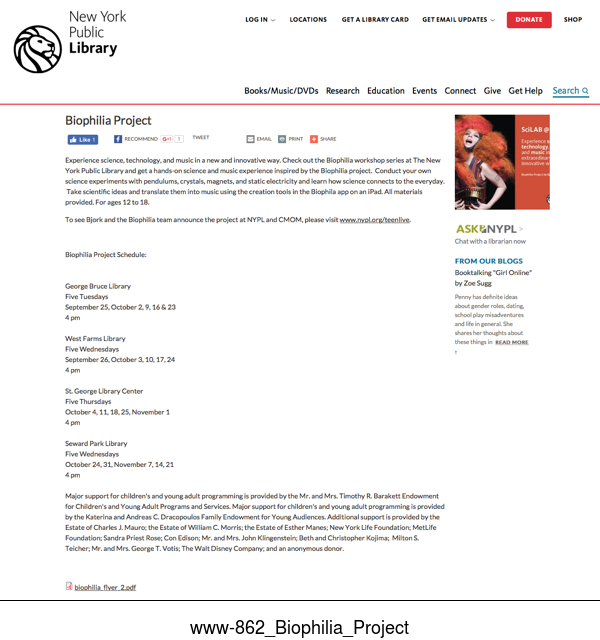 New York
Public
Library
LOG IN
LOCATIONS
GET A LIBRARY CARD
GET EMAIL UPDATES
DONATE
SHOP
Books/Music/DVDs Research Education Events Connect Give Get Help Search
Biophilia Project
Like 1
RECOMMEND
G+1
1
TWEET
EMAIL
PRINT
SHARE
Experience science, technology, and music in a new and innovative way. Check out the Biophilia workshop series at The New
York Public Library and get a hands-on science and music experience inspired by the Biophilia project. Conduct your own
science experiments with pendulums, crystals, magnets, and static electricity and learn how science connects to the everyday.
Take scientific ideas and translate them into music using the creation tools in the Biophila app on an iPad. All materials
provided. For ages 12 to 18.
To see Bjork and the Biophilia team announce the project at NYPL and CMOM, please visit www.nypl.org/teenlive.
Biophilia Project Schedule:
George Bruce Library
Five Tuesdays
September 25, October 2, 9, 16 & 23
4 pm
West Farms Library
Five Wednesdays
September 26, October 3, 10, 17, 24
4 pm
St. George Library Center
Five Thursdays
October 4, 11, 18, 25, November 1
4 pm
Seward Park Library
Five Wednesdays
October 24, 31, November 7, 14, 21
4 pm
Major support for children's and young adult programming is provided by the Mr. and Mrs. Timothy R. Barakett Endowment
for Children's and Young Adult Programs and Services. Major support for children's and young adult programming is provided
by the Katerina and Andreas C. Dracopoulos Family Endowment for Young Audiences. Additional support is provided by the
Estate of Charles J. Mauro; the Estate of William C. Morris; the Estate of Esther Manes; New York Life Foundation; MetLife
Foundation; Sandra Priest Rose; Con Edison; Mr. and Mrs. John Klingenstein; Beth and Christopher Kojima; Milton S.
Teicher; Mr. and Mrs. George T. Votis; The Walt Disney Company; and an anonymous donor.
biophilia_flyer_2.pdf
SciLAB @
Experience
technology,
and music
extraordinar
innovative
ASK NYPL >
Chat with a librarian now
FROM OUR BLOGS
Booktalking "Girl Online"
by Zoe Sugg
Penny has definite ideas
about gender roles, dating,
school play misadventures
and life in general. She
shares her thoughts about
these things in READ MORE
www-862_Biophilia_Project